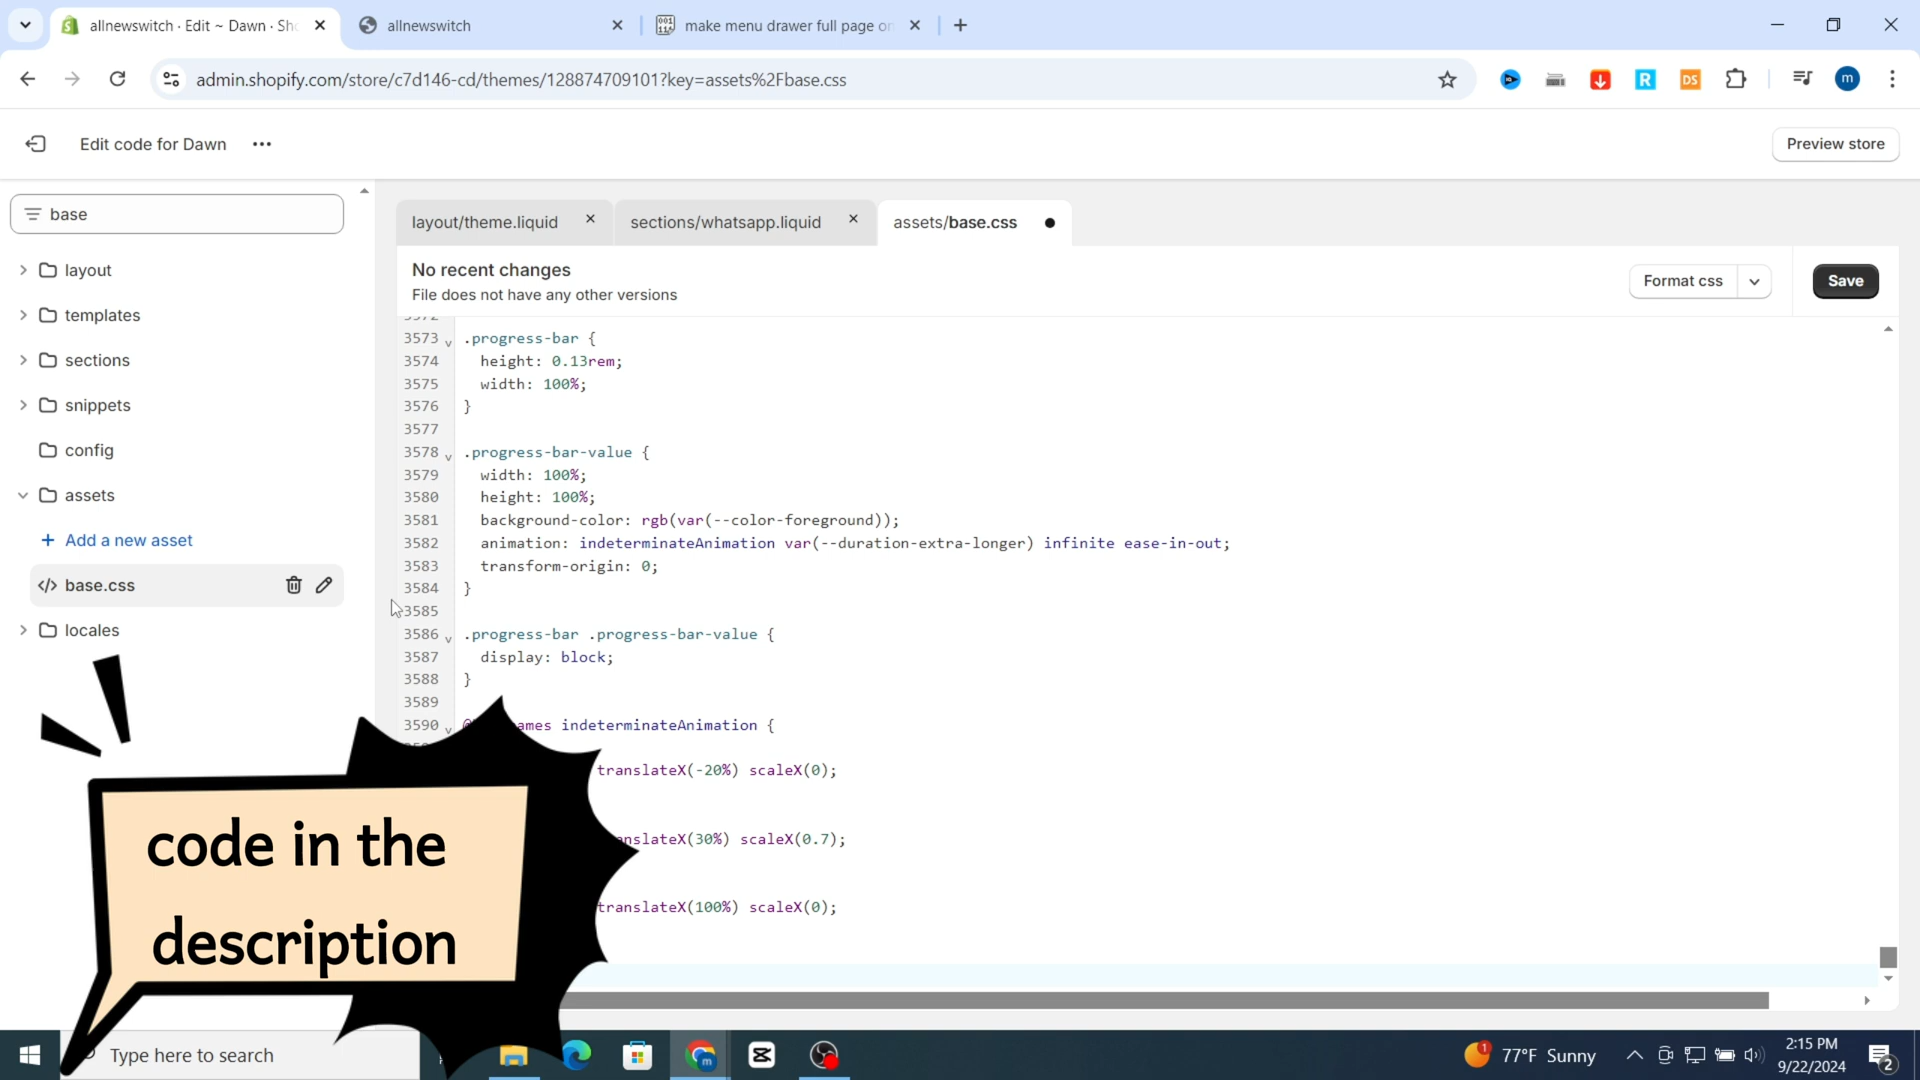 allnewswitch · Edit ~ Dawn · Sho
allnewswitch
make menu drawer full page on
admin.shopify.com/store/c7d146-cd/themes/128874709101?key=assets%2Fbase.css
R
DS
m
Edit code for Dawn
Preview store
base
layout
templates
sections
snippets
config
assets
Add a new asset
base.css
locales
layout/theme.liquid
sections/whatsapp.liquid
assets/base.css
No recent changes
File does not have any other versions
Format css
Save
3573 .progress-bar {
3574 height: 0.13rem;
3575 width: 100%;
3576 }
3577
3578 .progress-bar-value {
3579 width: 100%;
3580 height: 100%;
3581 background-color: rgb(var(--color-foreground));
3582 animation: indeterminateAnimation var(--duration-extra-longer) infinite ease-in-out;
3583 transform-origin: 0;
3584 }
3585
3586 .progress-bar .progress-bar-value {
3587 display: block;
3588 }
3589
3590 ames indeterminateAnimation {
translateX(-20%) scaleX(0);
nslateX(30%) scaleX(0.7);
translateX(100%) scaleX(0);
code in the
description
Type here to search
m
1
77°F Sunny
2:15 PM
9/22/2024
2